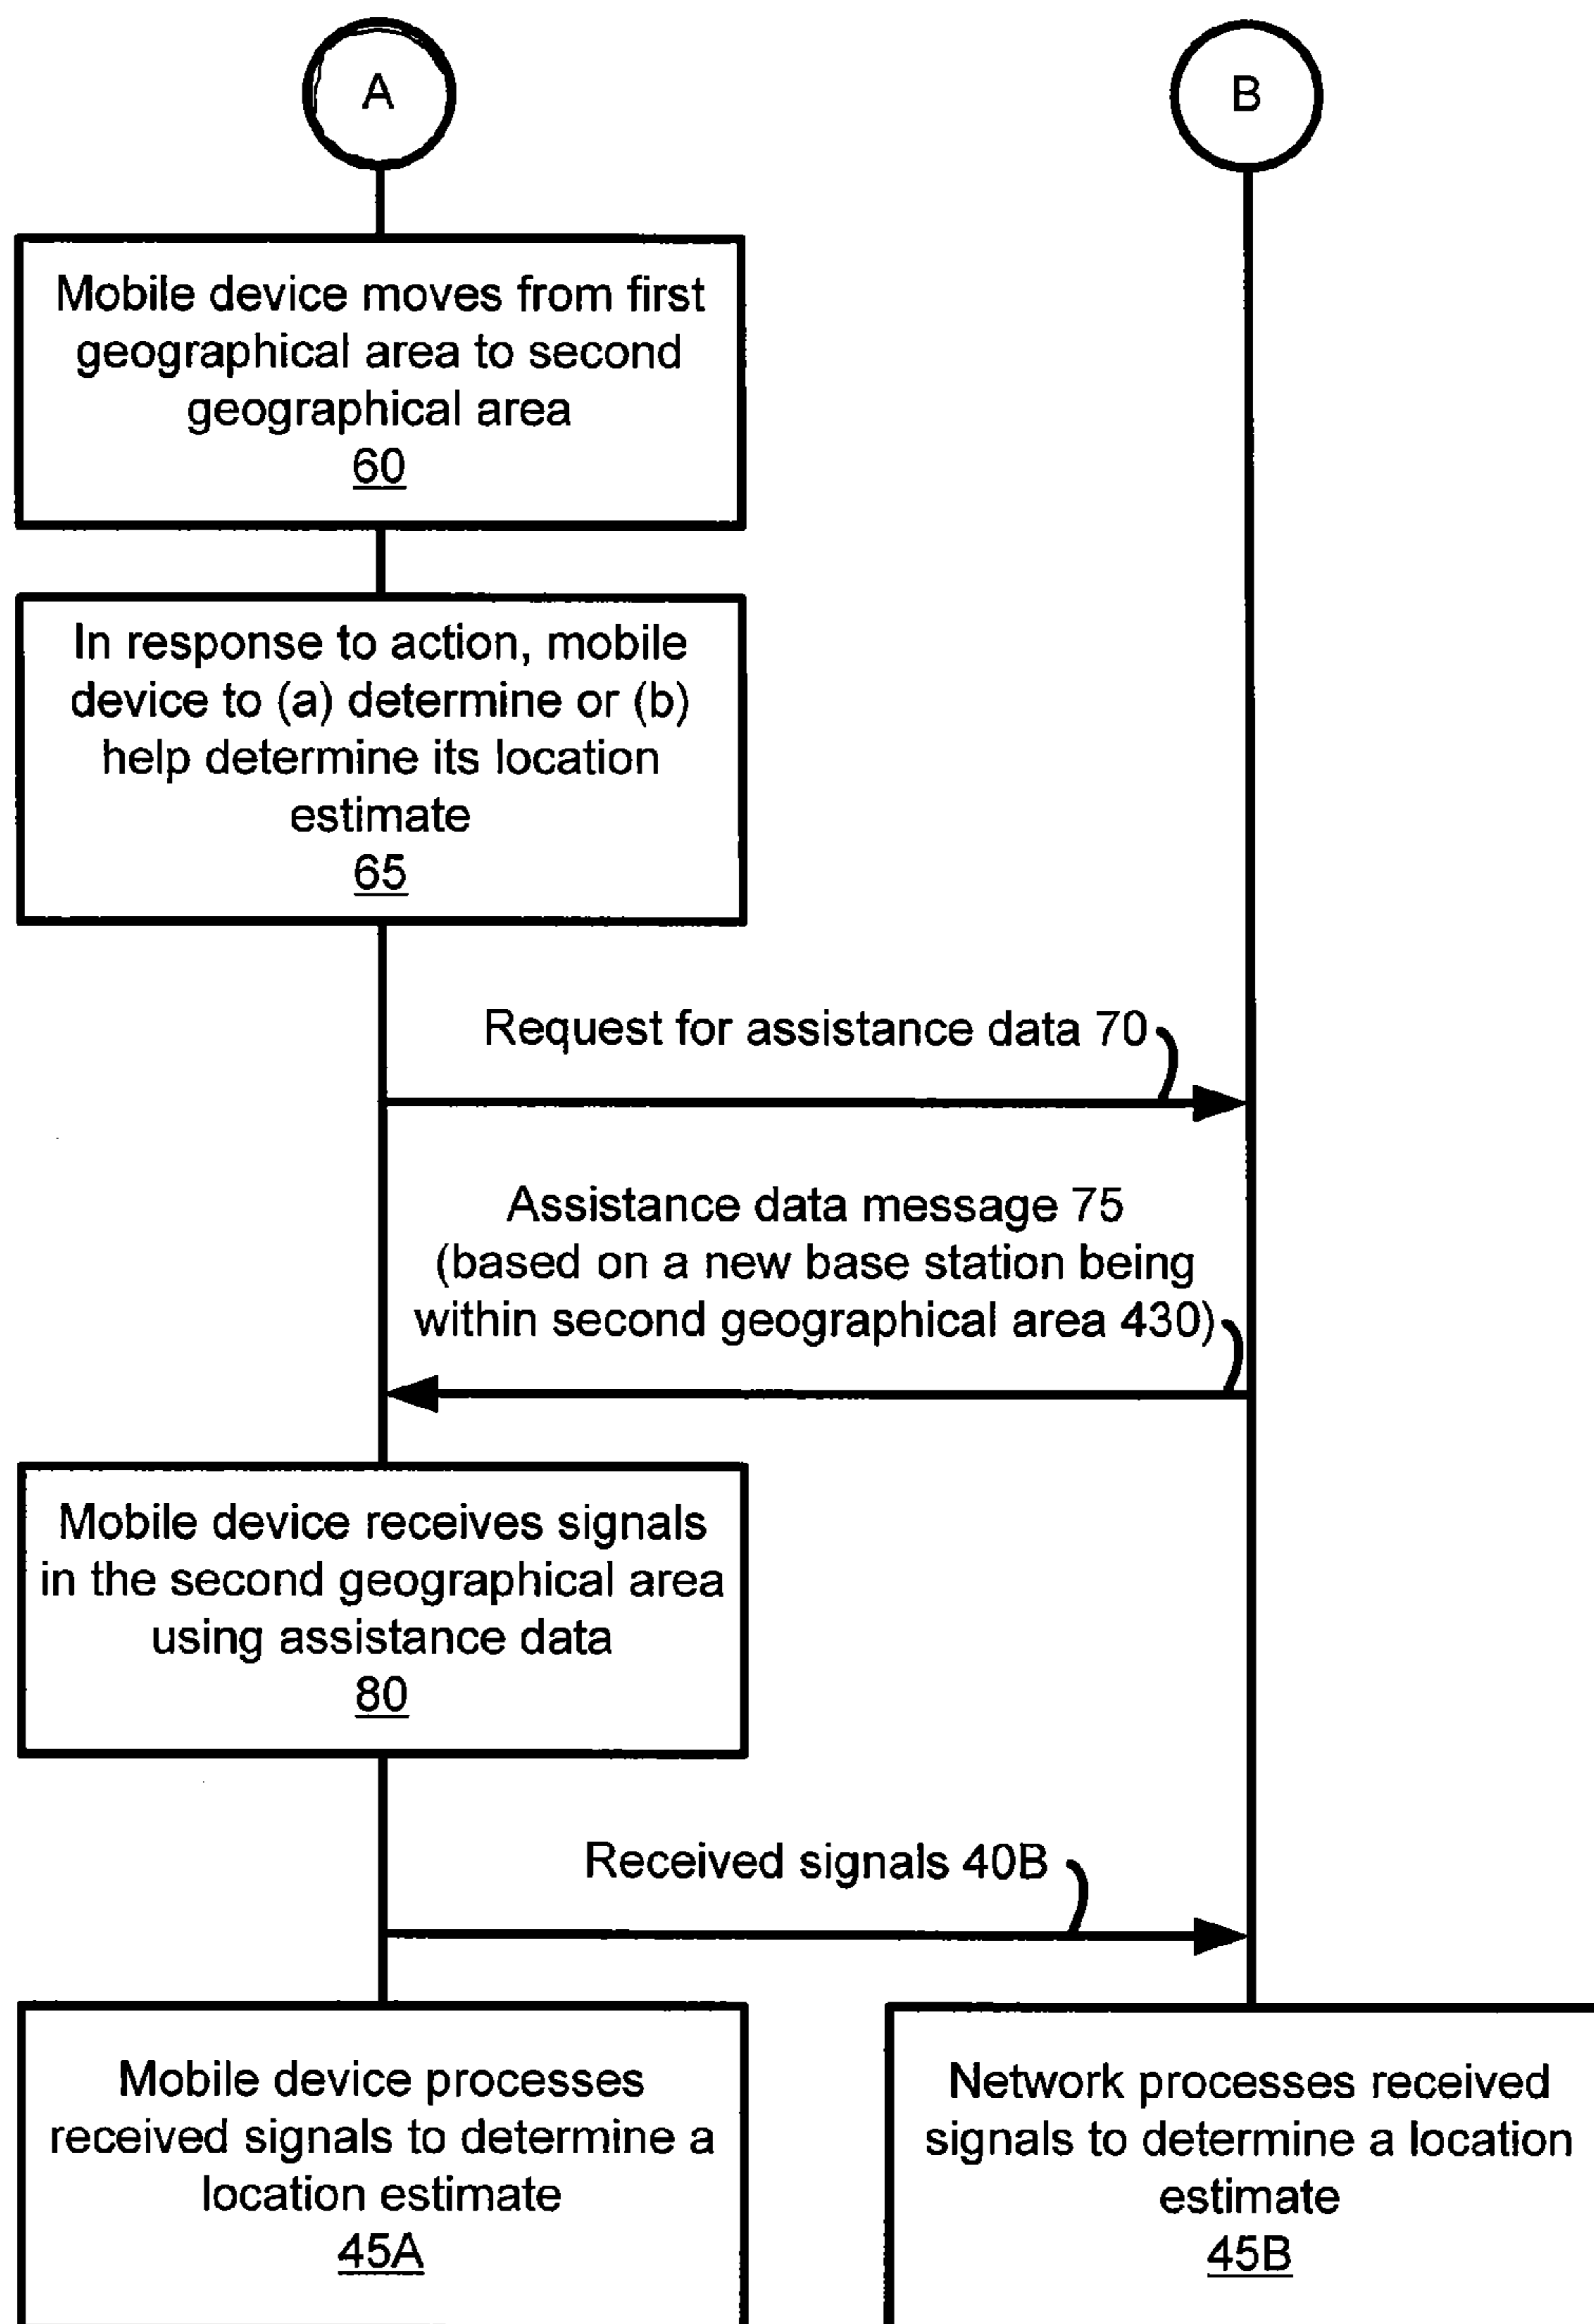 A
B
Mobile device moves from first
geographical area to second
geographical area
60
In response to action, mobile
device to (a) determine or (b)
help determine its location
estimate
65
Request for assistance data 70
Assistance data message 75
(based on a new base station being
within second geographical area 430)
Mobile device receives signals
in the second geographical area
using assistance data
80
Received signals 40B
Mobile device processes
received signals to determine a
location estimate
45A
Network processes received
signals to determine a location
estimate
45B